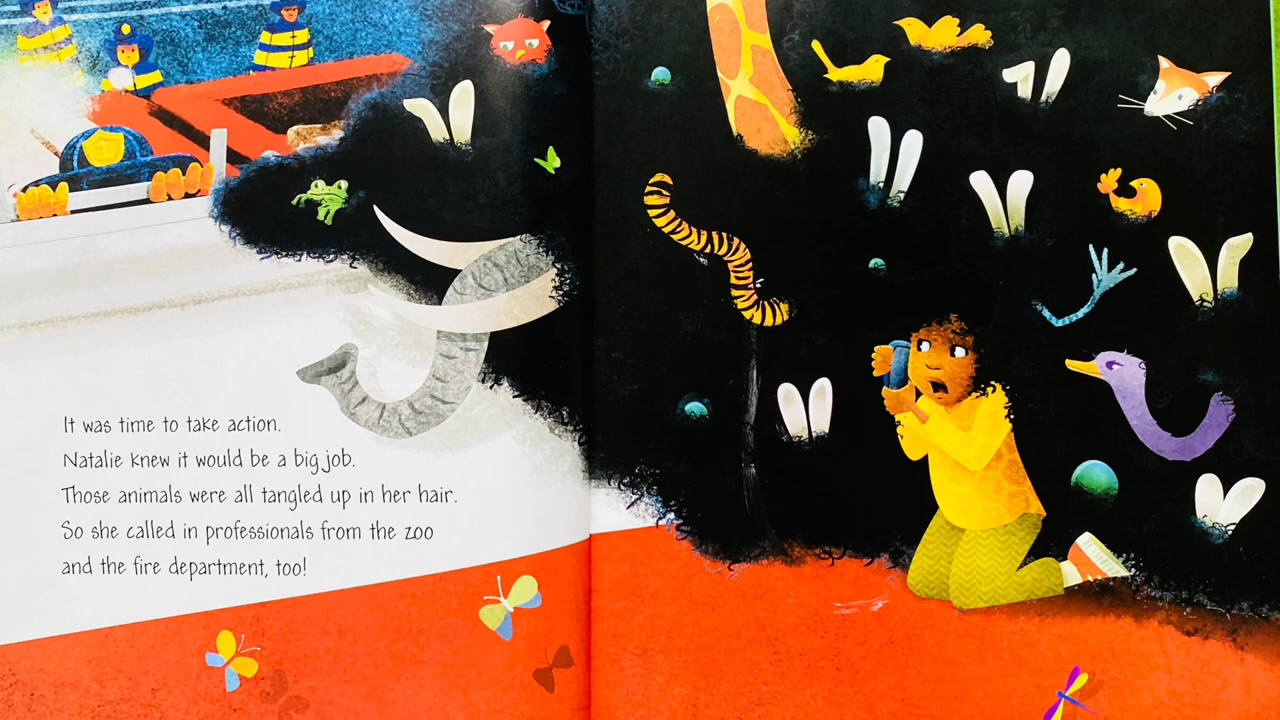 It was time to take action.
Natalie knew it would be a big job.
Those animals were all tangled up in her hair.
So she called in professionals from the zoo
and the fire department, too!